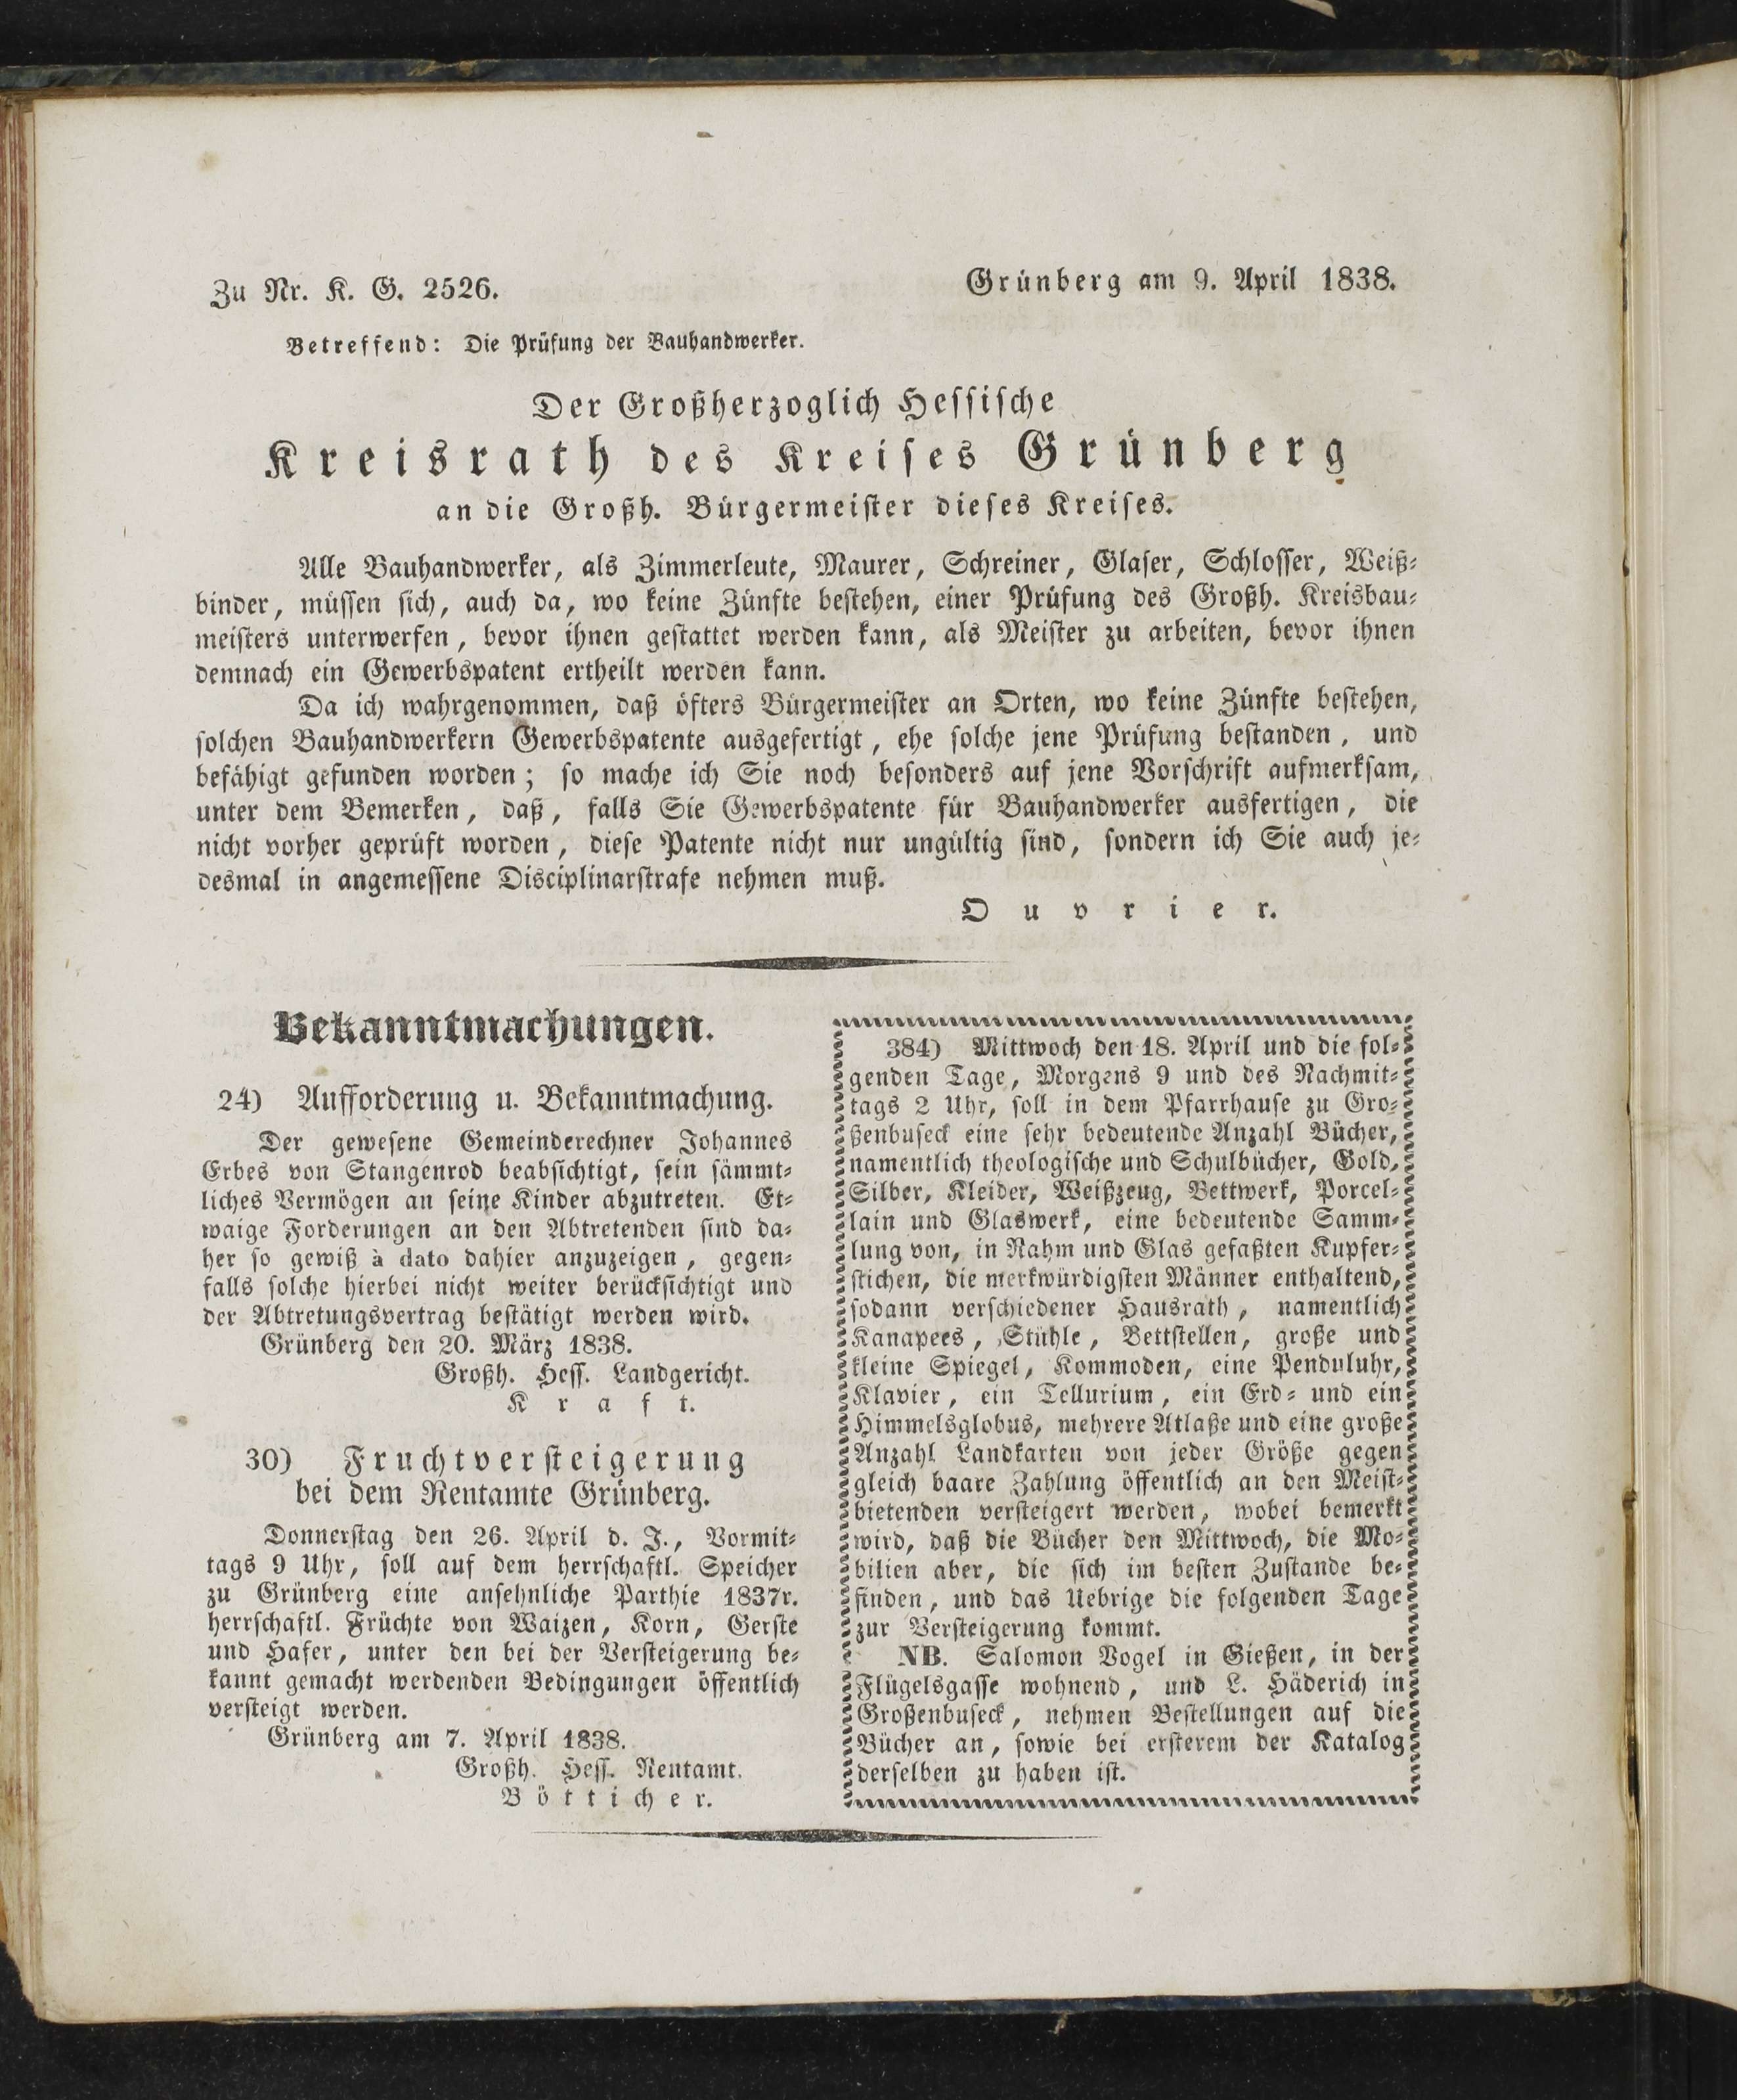 Zu Nr. K. G. 2526.
Grünberg am 9. April 1838.
Betreffend: Die Prüfung der Bauhandwerker.
Der Großherzoglich Hessische
Kreisrath des Kreises Grünberg
an die Großh. Bürgermeister dieses Kreises.
Alle Bauhandwerker, als Zimmerleute, Maurer, Schreiner, Glaser, Schlosser, Weiß-
binder, müssen sich, auch da, wo keine Zünfte bestehen, einer Prüfung des Großh. Kreisbau-
meisters unterwerfen, bevor ihnen gestattet werden kann, als Meister zu arbeiten, bevor ihnen
demnach ein Gewerbspatent ertheilt werden kann.
Da ich wahrgenommen, daß öfters Bürgermeister an Orten, wo keine Zünfte bestehen,
solchen Bauhandwerkern Gewerbspatente ausgefertigt, ehe solche jene Prüfung bestanden, und
befähigt gefunden worden; so mache ich Sie noch besonders auf jene Vorschrift aufmerksam,
unter dem Bemerken, daß, falls Sie Gewerbspatente für Bauhandwerker ausfertigen, die
nicht vorher geprüft worden, diese Patente nicht nur ungültig sind, sondern ich Sie auch je-
desmal in angemessene Disciplinarstrafe nehmen muß.
Ouvrier.
Bekanntmachungen.
24) Aufforderung u. Bekanntmachung.
Der gewesene Gemeinderechner Johannes
Erbes von Stangenrod beabsichtigt, sein sämmt-
liches Vermögen an seine Kinder abzutreten. Et-
waige Forderungen an den Abtretenden sind da-
her so gewiß à dato dahier anzuzeigen, gegen-
falls solche hierbei nicht weiter berücksichtigt und
der Abtretungsvertrag bestätigt werden wird.
Grünberg den 20. März 1838.
Großh. Hess. Landgericht.
Kraft.
30) Fruchtversteigerung
bei dem Rentamte Grünberg.
Donnerstag den 26. April d. J., Vormit-
tags 9 Uhr, soll auf dem herrschaftl. Speicher
zu Grünberg eine ansehnliche Parthie 1837r.
herrschaftl. Früchte von Waizen, Korn, Gerste
und Hafer, unter den bei der Versteigerung be-
kannt gemacht werdenden Bedingungen öffentlich
versteigt werden.
Grünberg am 7. April 1838.
Großh. Hess. Rentamt.
Bötticher.
384) Mittwoch den 18. April und die fol-
genden Tage, Morgens 9 und des Nachmit-
tags 2 Uhr, soll in dem Pfarrhause zu Gro-
ßenbuseck eine sehr bedeutende Anzahl Bücher,
namentlich theologische und Schulbücher, Gold,
Silber, Kleider, Weißzeug, Bettwerk, Porcel-
lain und Glaswerk, eine bedeutende Samm-
lung von, in Rahm und Glas gefaßten Kupfer-
stichen, die merkwürdigsten Männer enthaltend,
sodann verschiedener Hausrath, namentlich
Kanapees, Stühle, Bettstellen, große und
kleine Spiegel, Kommoden, eine Penduluhr,
Klavier, ein Tellurium, ein Erd- und ein
Himmelsglobus, mehrere Atlaße und eine große
Anzahl Landkarten von jeder Größe gegen
gleich baare Zahlung öffentlich an den Meist-
bietenden versteigert werden, wobei bemerkt
wird, daß die Bücher den Mittwoch, die Mo-
bilien aber, die sich im besten Zustande be-
finden, und das Uebrige die folgenden Tage
zur Versteigerung kommt.
NB. Salomon Vogel in Gießen, in der
Flügelsgasse wohnend, und L. Häderich in
Großenbuseck, nehmen Bestellungen auf die
Bücher an, sowie bei ersterem der Katalog
derselben zu haben ist.